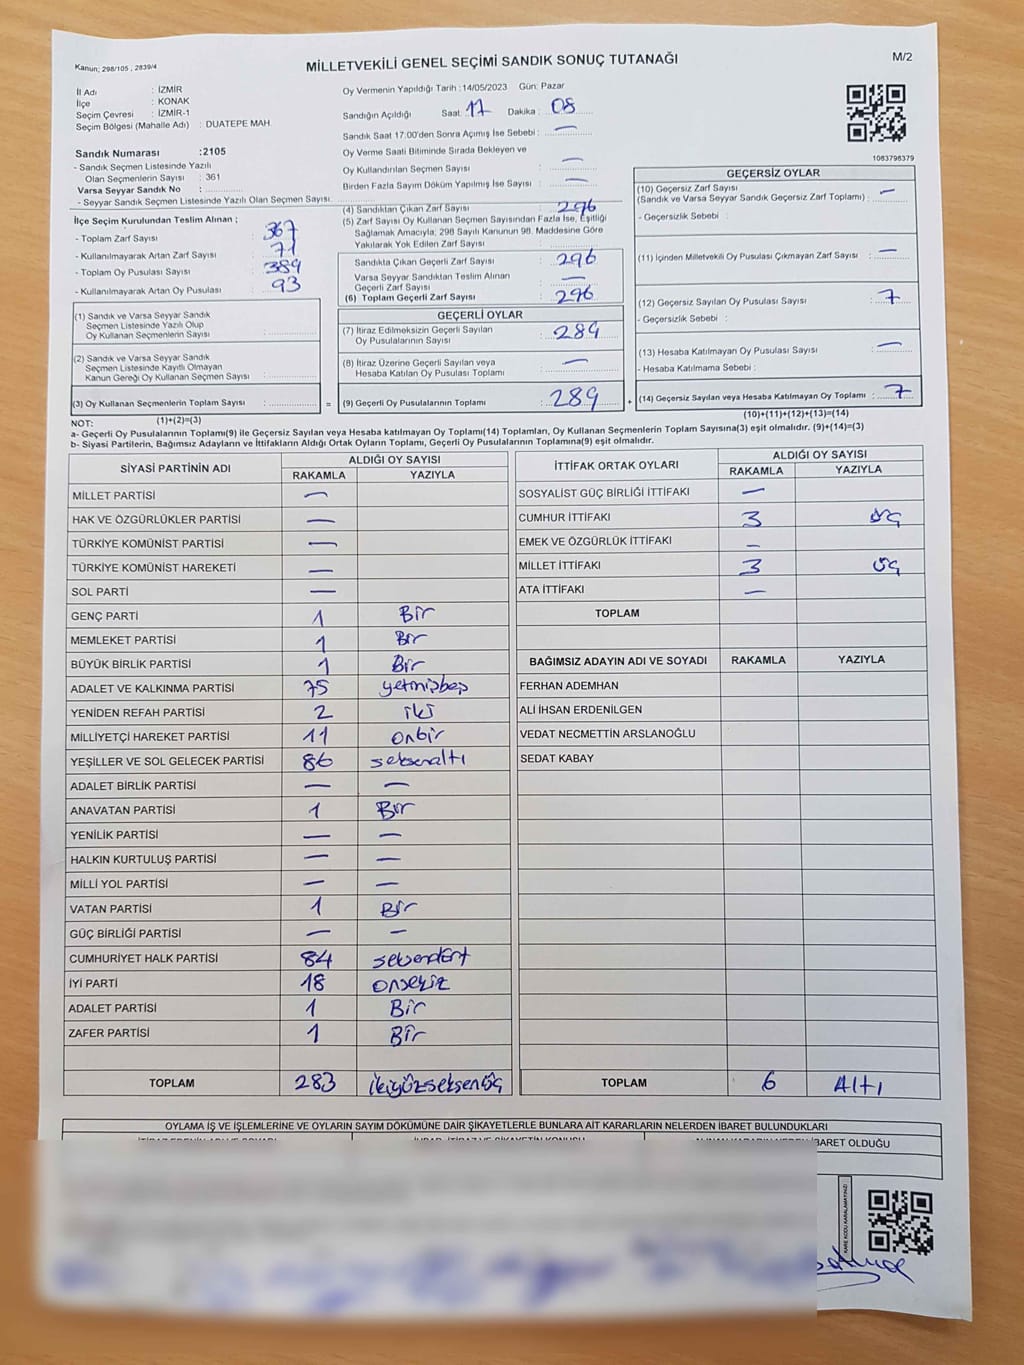 Kanun; 298/105 , 2839/4
MİLLETVEKİLİ GENEL SEÇİMİ SANDIK SONUÇ TUTANAĞI
M/2
İl Adı : İZMİR
İlçe : KONAK
Seçim Çevresi : İZMİR-1
Seçim Bölgesi (Mahalle Adı) : DUATEPE MAH.
Sandık Numarası :2105
- Sandık Seçmen Listesinde Yazılı
Olan Seçmenlerin Sayısı : 361
Varsa Seyyar Sandık No :
- Seyyar Sandık Seçmen Listesinde Yazılı Olan Seçmen Sayısı:
İlçe Seçim Kurulundan Teslim Alınan ;
- Toplam Zarf Sayısı : 367
- Kullanılmayarak Artan Zarf Sayısı : 71
- Toplam Oy Pusulası Sayısı : 389
- Kullanılmayarak Artan Oy Pusulası : 93
(1) Sandık ve Varsa Seyyar Sandık
Seçmen Listesinde Yazılı Olup
Oy Kullanan Seçmenlerin Sayısı :
(2) Sandık ve Varsa Seyyar Sandık
Seçmen Listesinde Kayıtlı Olmayan
Kanun Gereği Oy Kullanan Seçmen Sayısı :
(3) Oy Kullanan Seçmenlerin Toplam Sayısı :
Oy Vermenin Yapıldığı Tarih :14/05/2023 Gün: Pazar
Sandığın Açıldığı Saat: 17 Dakika : 08
Sandık Saat 17:00'den Sonra Açımış İse Sebebi : —
Oy Verme Saati Bitiminde Sırada Bekleyen ve
Oy Kullandırılan Seçmen Sayısı : —
Birden Fazla Sayım Döküm Yapılmış İse Sayısı : —
(4) Sandıktan Çıkan Zarf Sayısı : 296
(5) Zarf Sayısı Oy Kullanan Seçmen Sayısından Fazla İse, Eşitliği
Sağlamak Amacıyla; 298 Sayılı Kanunun 98. Maddesine Göre
Yakılarak Yok Edilen Zarf Sayısı :
Sandıkta Çıkan Geçerli Zarf Sayısı : 296
Varsa Seyyar Sandıktan Teslim Alınan
Geçerli Zarf Sayısı : —
(6) Toplam Geçerli Zarf Sayısı : 296
GEÇERLİ OYLAR
(7) İtiraz Edilmeksizin Geçerli Sayılan
Oy Pusulalarının Sayısı : 289
(8) İtiraz Üzerine Geçerli Sayılan veya
Hesaba Katılan Oy Pusulası Toplamı : —
= (9) Geçerli Oy Pusulalarının Toplamı : 289 +
1083798379
GEÇERSİZ OYLAR
(10) Geçersiz Zarf Sayısı
(Sandık ve Varsa Seyyar Sandık Geçersiz Zarf Toplamı) : —
- Geçersizlik Sebebi :
(11) İçinden Milletvekili Oy Pusulası Çıkmayan Zarf Sayısı : —
(12) Geçersiz Sayılan Oy Pusulası Sayısı : 7
- Geçersizlik Sebebi :
(13) Hesaba Katılmayan Oy Pusulası Sayısı : —
- Hesaba Katılmama Sebebi :
(14) Geçersiz Sayılan veya Hesaba Katılmayan Oy Toplamı : 7
NOT: (1)+(2)=(3) (10)+(11)+(12)+(13)=(14)
a- Geçerli Oy Pusulalarının Toplamı(9) ile Geçersiz Sayılan veya Hesaba katılmayan Oy Toplamı(14) Toplamları, Oy Kullanan Seçmenlerin Toplam Sayısına(3) eşit olmalıdır. (9)+(14)=(3)
b- Siyasi Partilerin, Bağımsız Adayların ve İttifakların Aldığı Ortak Oyların Toplamı, Geçerli Oy Pusulalarının Toplamına(9) eşit olmalıdır.
SİYASİ PARTİNİN ADI ALDIĞI OY SAYISI
RAKAMLA YAZIYLA
MİLLET PARTİSİ —
HAK VE ÖZGÜRLÜKLER PARTİSİ —
TÜRKİYE KOMÜNİST PARTİSİ —
TÜRKİYE KOMÜNİST HAREKETİ —
SOL PARTİ —
GENÇ PARTİ 1 Bir
MEMLEKET PARTİSİ 1 Bir
BÜYÜK BİRLİK PARTİSİ 1 Bir
ADALET VE KALKINMA PARTİSİ 75 yetmişbeş
YENİDEN REFAH PARTİSİ 2 iki
MİLLİYETÇİ HAREKET PARTİSİ 11 onbir
YEŞİLLER VE SOL GELECEK PARTİSİ 86 seksenaltı
ADALET BİRLİK PARTİSİ — —
ANAVATAN PARTİSİ 1 Bir
YENİLİK PARTİSİ — —
HALKIN KURTULUŞ PARTİSİ — —
MİLLİ YOL PARTİSİ — —
VATAN PARTİSİ 1 Bir
GÜÇ BİRLİĞİ PARTİSİ — —
CUMHURİYET HALK PARTİSİ 84 seksendört
İYİ PARTİ 18 onsekiz
ADALET PARTİSİ 1 Bir
ZAFER PARTİSİ 1 Bir
TOPLAM 283 ikiyüzseksenüç
İTTİFAK ORTAK OYLARI ALDIĞI OY SAYISI
RAKAMLA YAZIYLA
SOSYALİST GÜÇ BİRLİĞİ İTTİFAKI —
CUMHUR İTTİFAKI 3 üç
EMEK VE ÖZGÜRLÜK İTTİFAKI —
MİLLET İTTİFAKI 3 üç
ATA İTTİFAKI —
TOPLAM
BAĞIMSIZ ADAYIN ADI VE SOYADI RAKAMLA YAZIYLA
FERHAN ADEMHAN
ALİ İHSAN ERDENİLGEN
VEDAT NECMETTİN ARSLANOĞLU
SEDAT KABAY
TOPLAM 6 Altı
OYLAMA İŞ VE İŞLEMLERİNE VE OYLARIN SAYIM DÖKÜMÜNE DAİR ŞİKAYETLERLE BUNLARA AİT KARARLARIN NELERDEN İBARET BULUNDUKLARI
İBARET OLDUĞU
KARE KODU KARALAMAYINIZ!